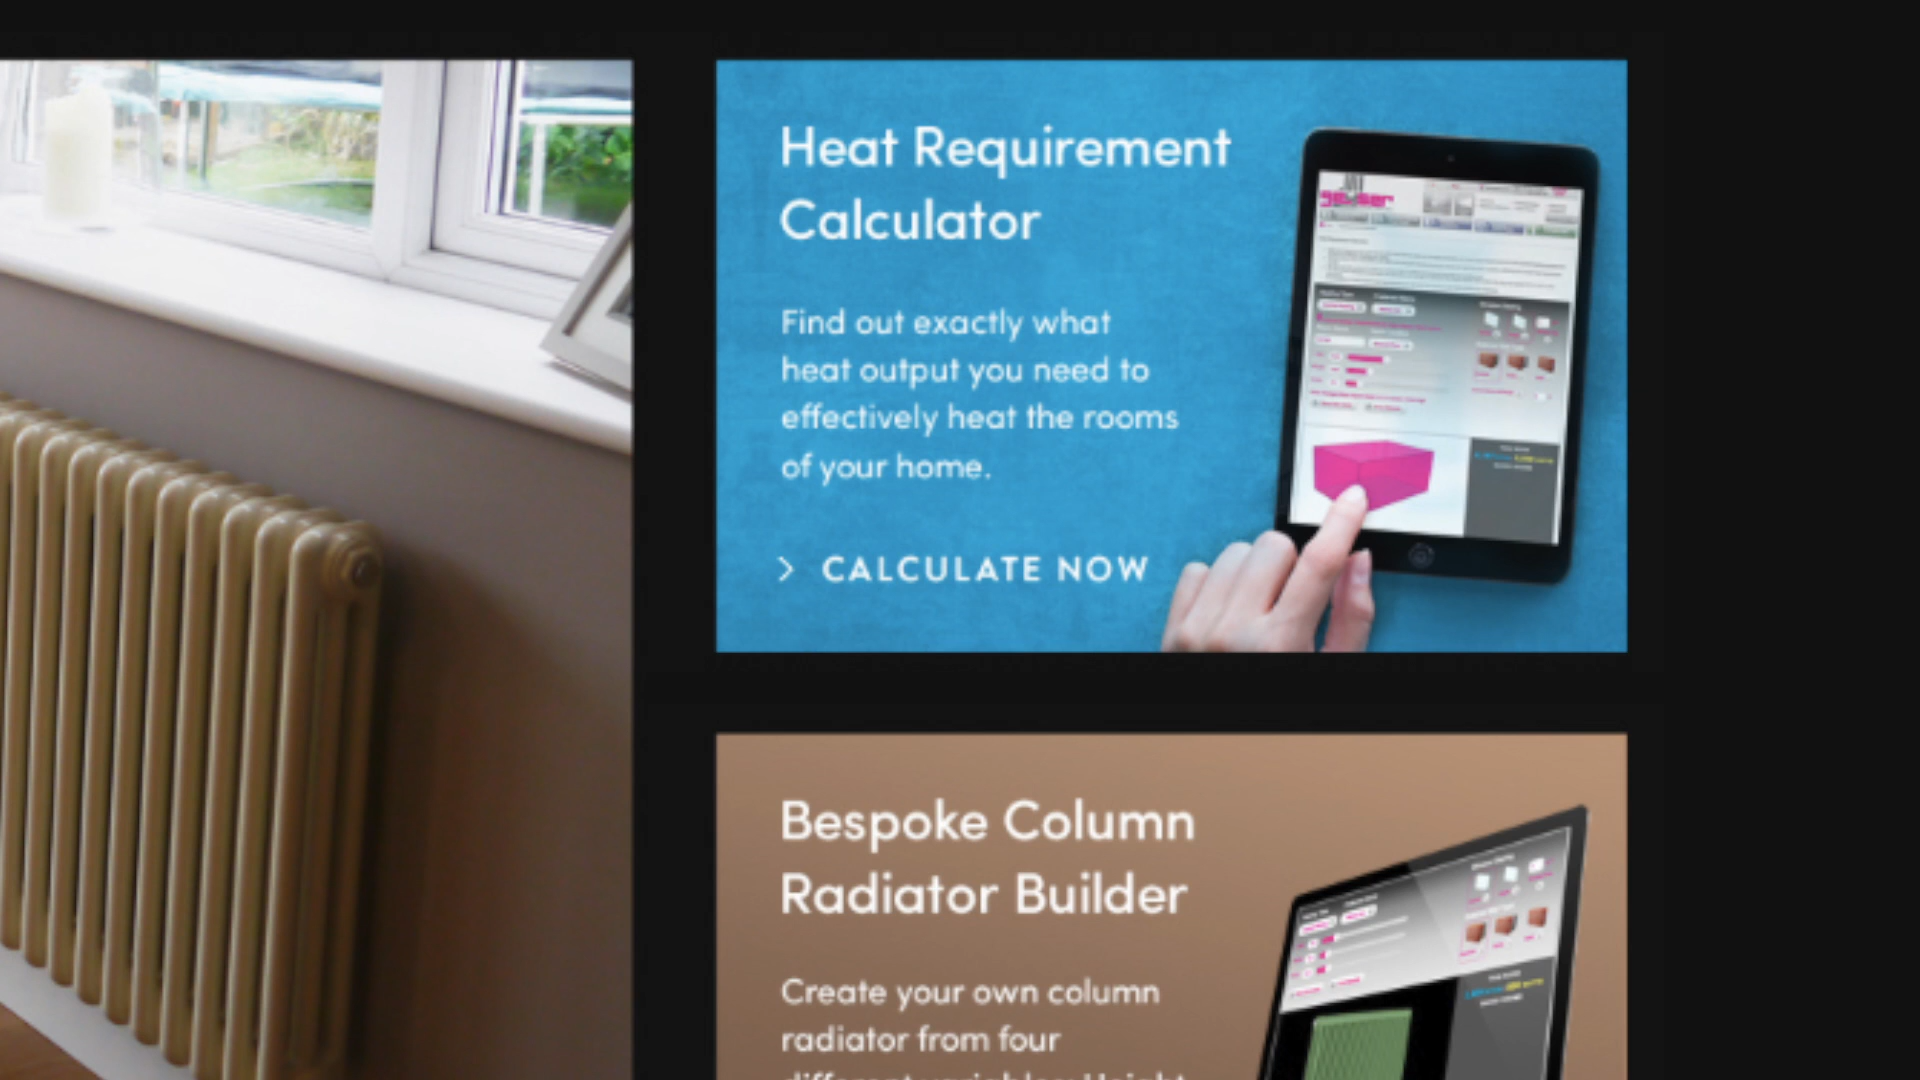 Heat Requirement
Calculator
Find out exactly what
heat output you need to
effectively heat the rooms
of your home.
CALCULATE NOW
Bespoke Column
Radiator Builder
Create your own column
radiator from four